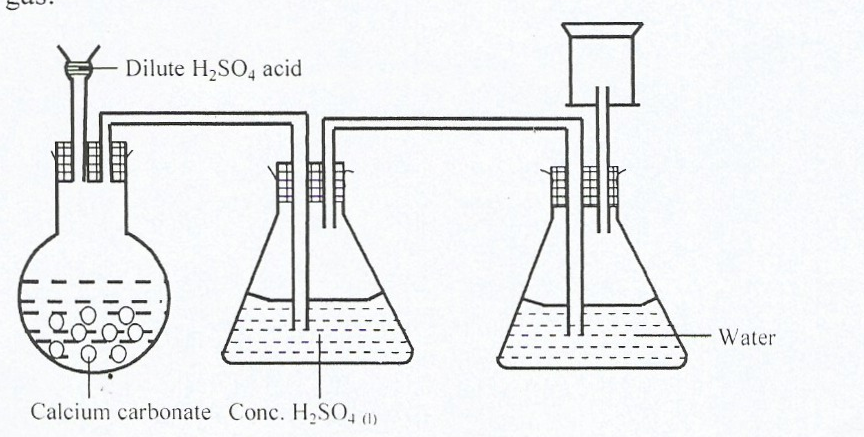 gas.
Dilute H₂SO₄ acid
Water
Calcium carbonate
Conc. H₂SO₄ (l)